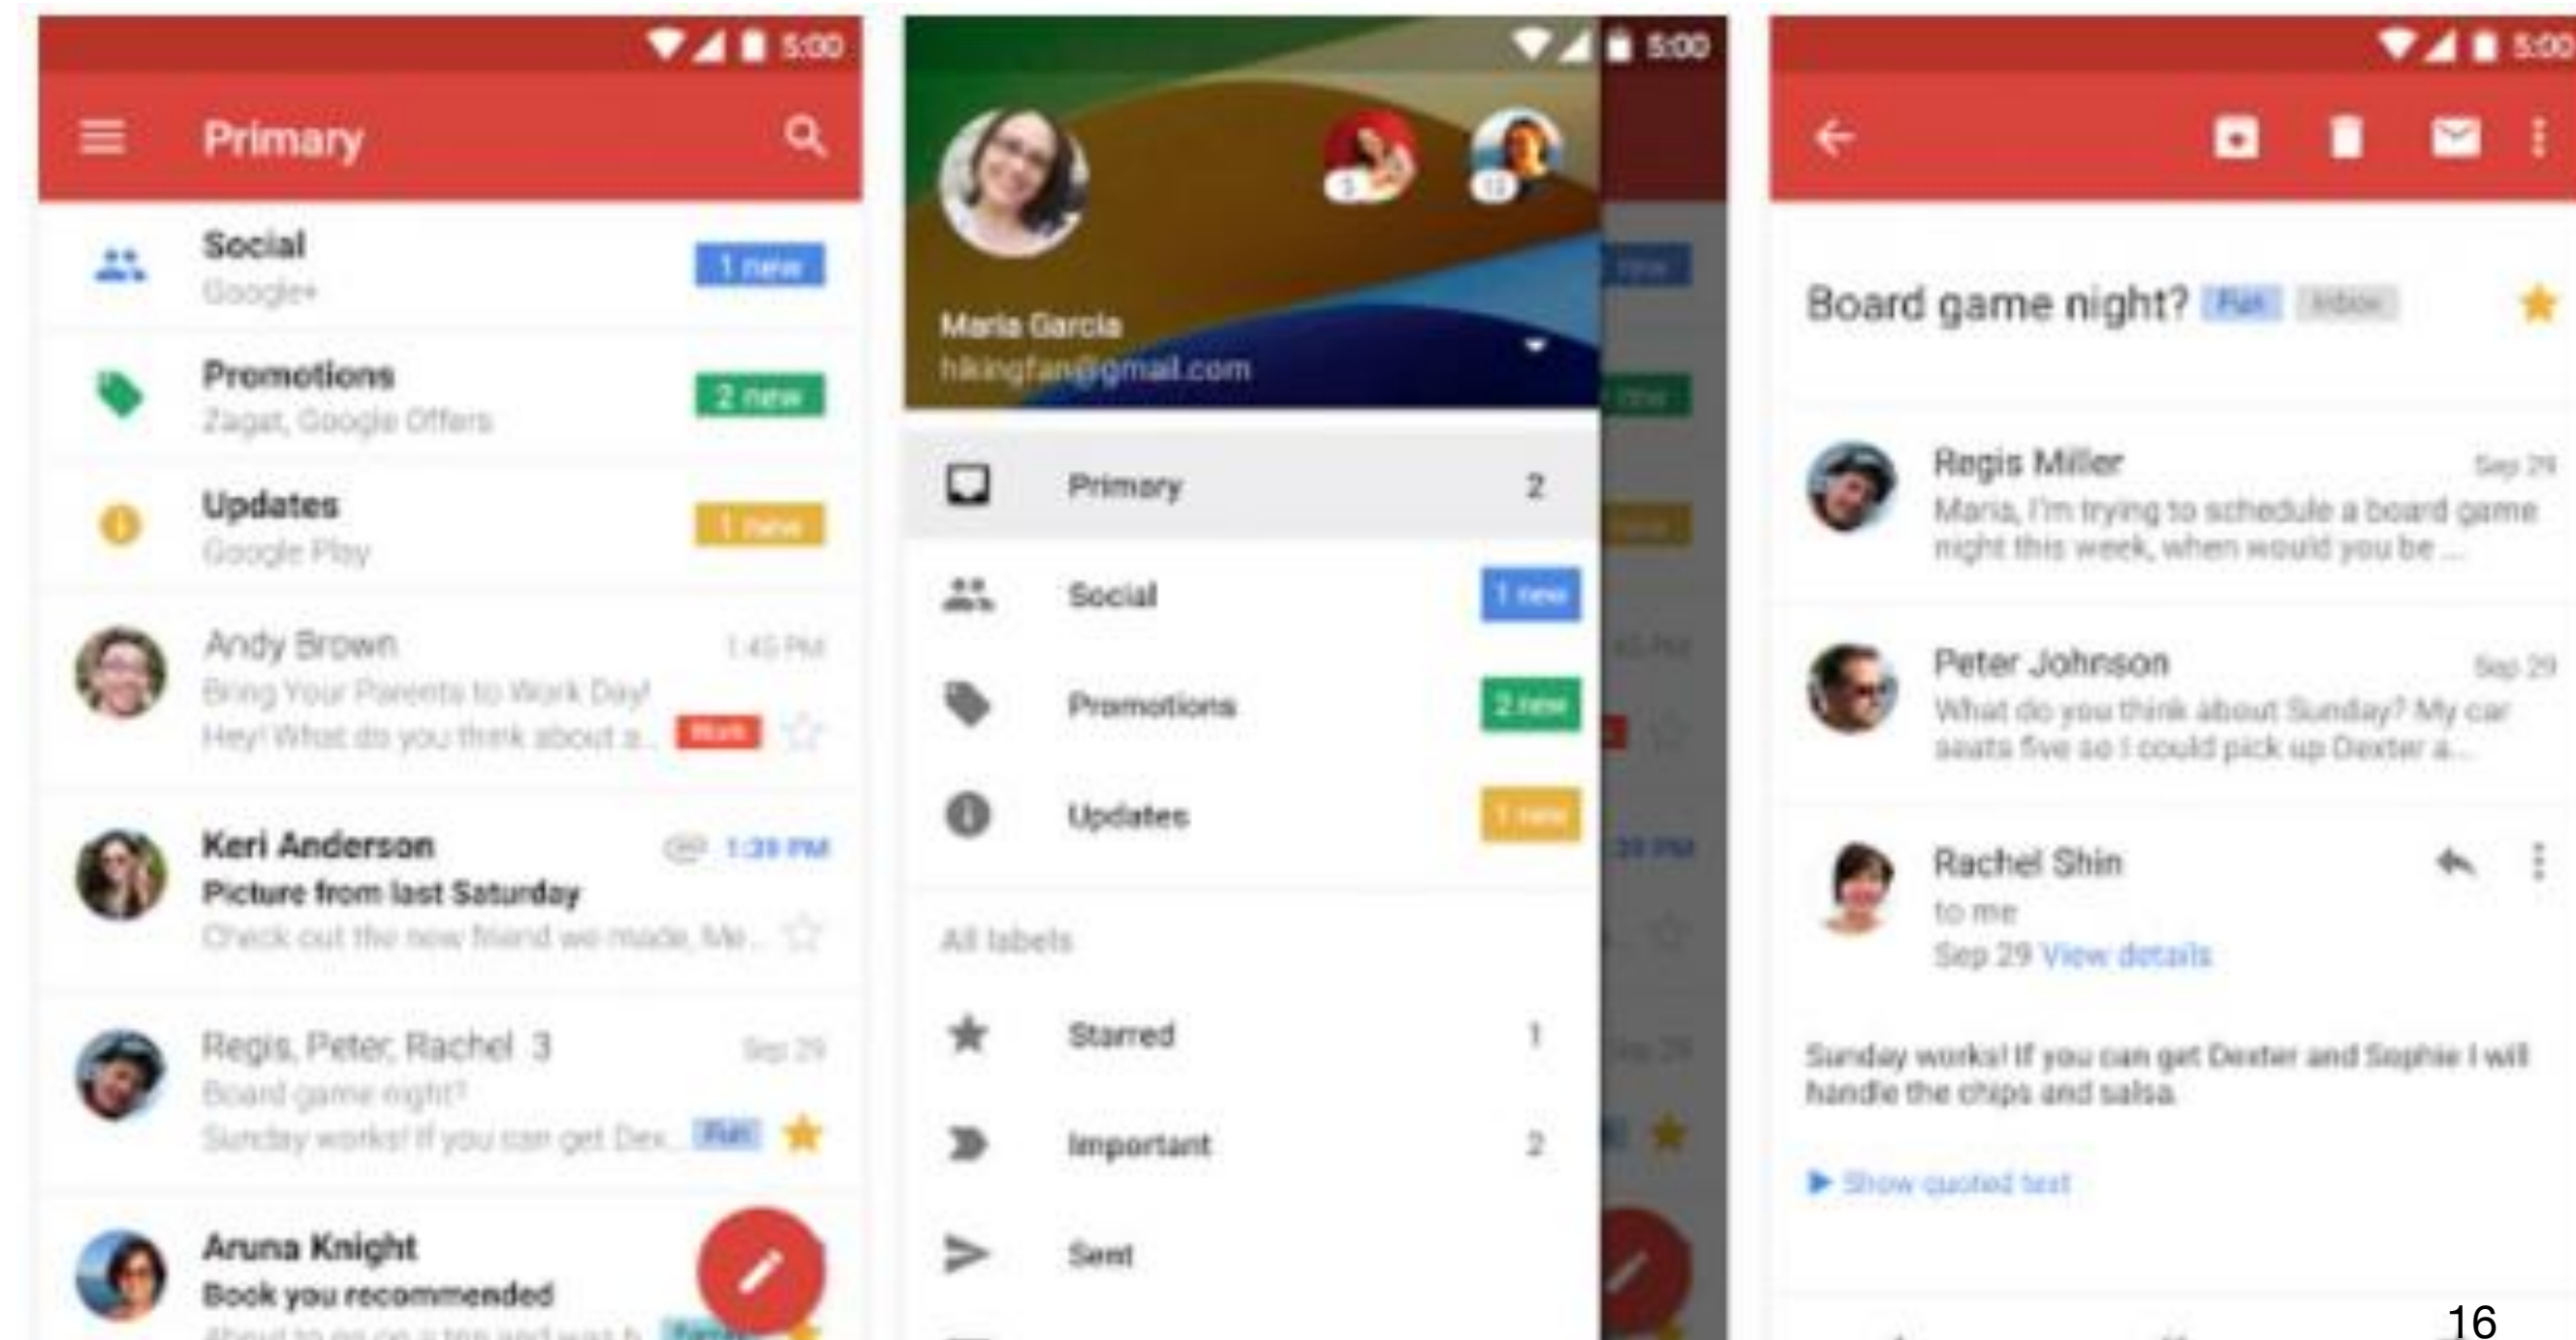 5:00
Primary
Social
Google+
1 new
Promotions
Zagat, Google Offers
2 new
Updates
Google Play
1 new
Andy Brown
1:45 PM
Bring Your Parents to Work Day!
Hey! What do you think about a...
Work
Keri Anderson
1:39 PM
Picture from last Saturday
Check out the new friend we made, Me...
Regis, Peter, Rachel 3
Sep 29
Board game night?
Sunday works! If you can get Dex...
Fun
Aruna Knight
Book you recommended
5:00
3
Maria Garcia
hikingfan@gmail.com
Primary 2
Social 1 new
Promotions 2 new
Updates 1 new
All labels
Starred 1
Important 2
Sent
5:00
Board game night? Fun Inbox
Regis Miller Sep 29
Maria, I'm trying to schedule a board game
night this week, when would you be ...
Peter Johnson Sep 29
What do you think about Sunday? My car
seats five so I could pick up Dexter a...
Rachel Shin
to me
Sep 29 View details
Sunday works! If you can get Dexter and Sophie I will
handle the chips and salsa.
Show quoted text
16